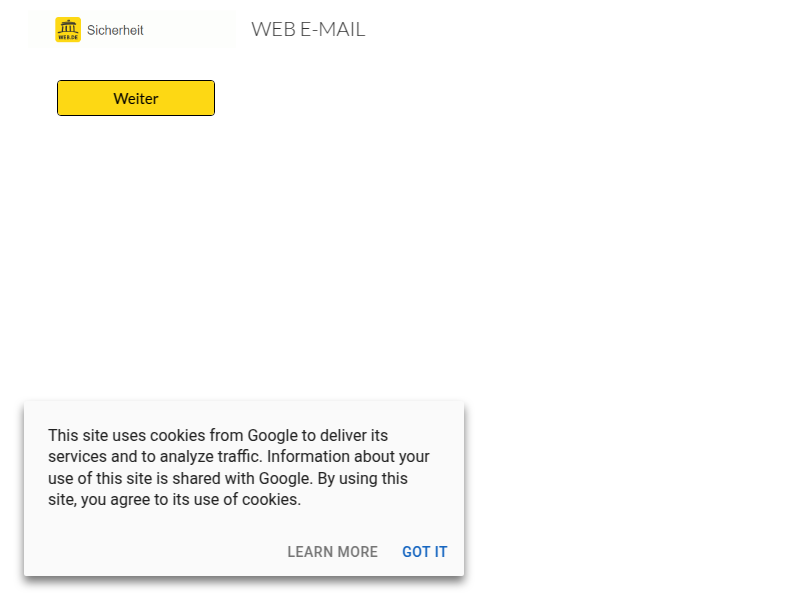 WEB.DE
Sicherheit
WEB E-MAIL
Weiter
This site uses cookies from Google to deliver its
services and to analyze traffic. Information about your
use of this site is shared with Google. By using this
site, you agree to its use of cookies.
LEARN MORE
GOT IT